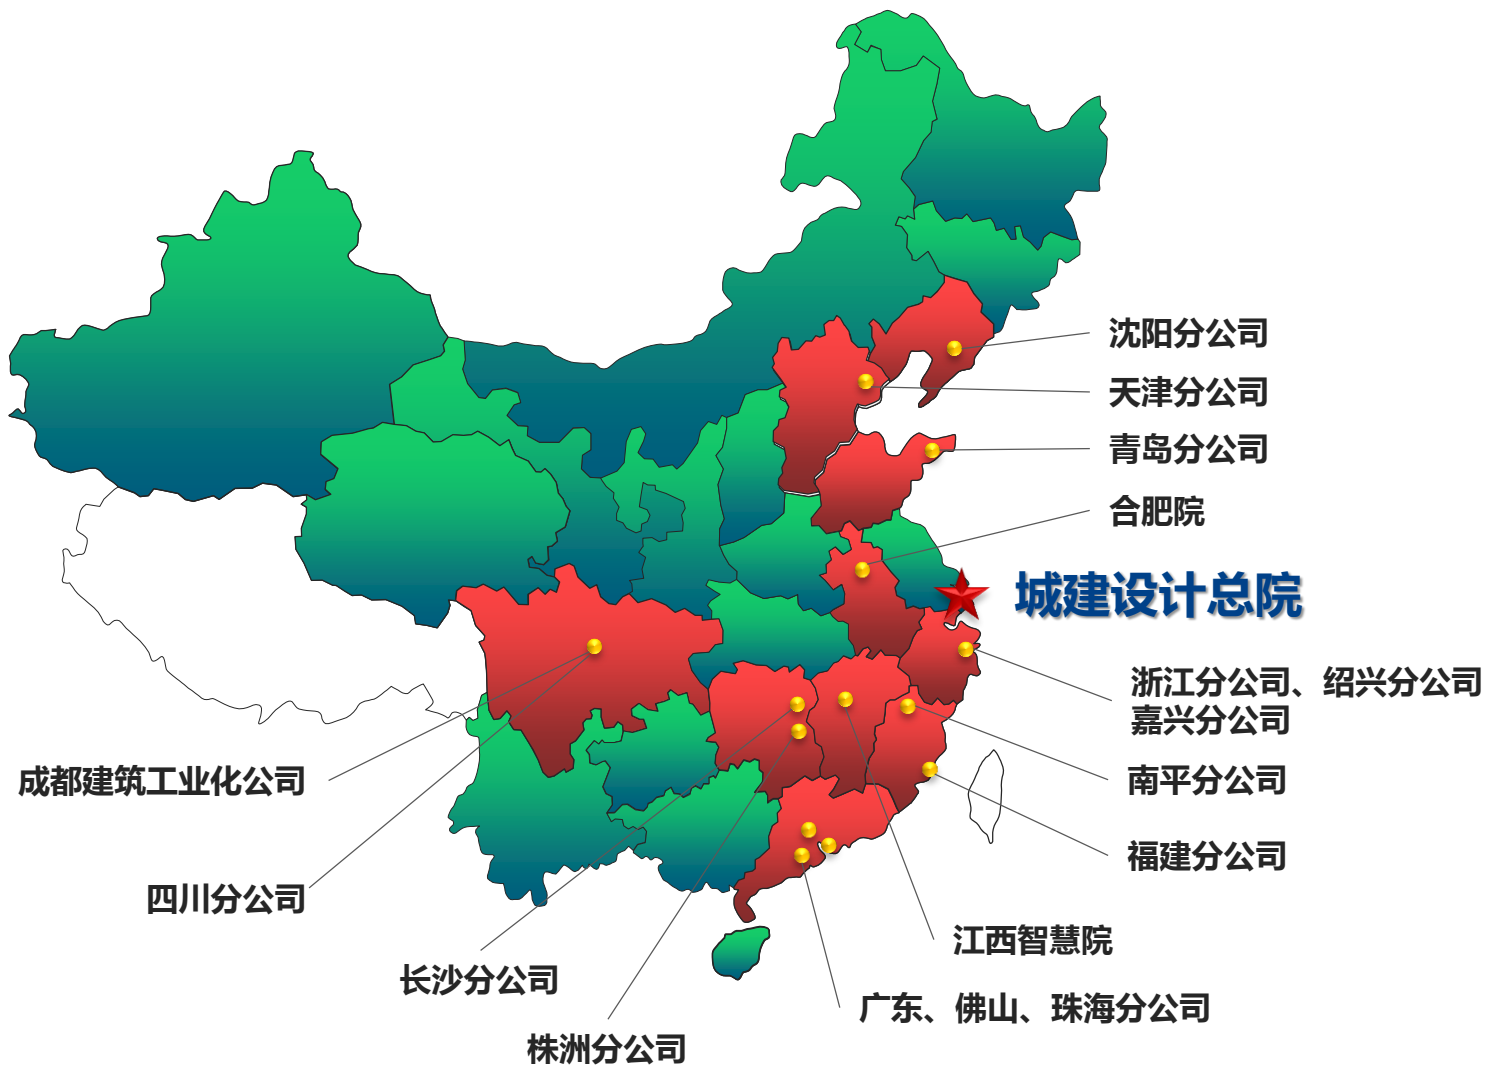 沈阳分公司
天津分公司
青岛分公司
合肥院
城建设计总院
浙江分公司、绍兴分公司
嘉兴分公司
成都建筑工业化公司
南平分公司
福建分公司
四川分公司
江西智慧院
长沙分公司
广东、佛山、珠海分公司
株洲分公司